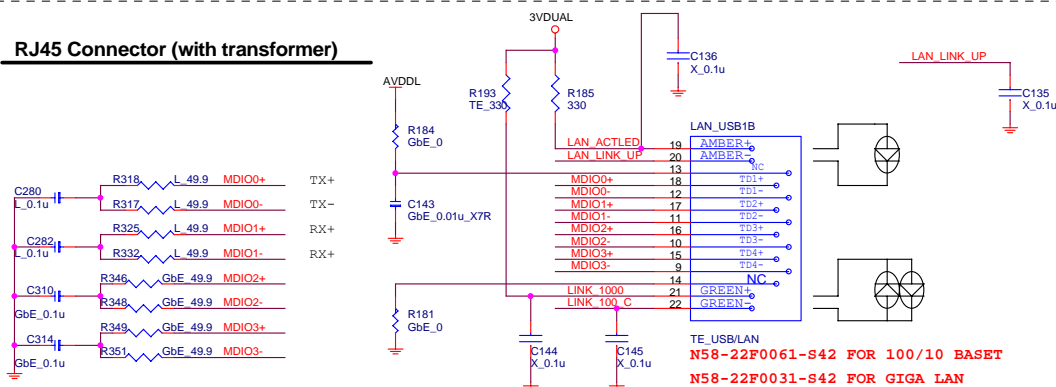 RJ45 Connector (with transformer)
3VDUAL
C136
X_0.1u
LAN_LINK_UP
C135
X_0.1u
AVDDL
R193
TE_330
R185
330
R184
GbE_0
LAN_USB1B
LAN_ACTLED 19 AMBER+
LAN_LINK_UP 20 AMBER-
13 NC
MDIO0+ 18 TD1+
MDIO0- 12 TD1-
MDIO1+ 17 TD2+
MDIO1- 11 TD2-
MDIO2+ 16 TD3+
MDIO2- 10 TD3-
MDIO3+ 15 TD4+
MDIO3- 9 TD4-
14 NC
LINK_1000 21 GREEN+
LINK_100_C 22 GREEN-
C280
L_0.1u
R318 L_49.9 MDIO0+ TX+
R317 L_49.9 MDIO0- TX-
C282
L_0.1u
R325 L_49.9 MDIO1+ RX+
R332 L_49.9 MDIO1- RX+
C310
GbE_0.1u
R346 GbE_49.9 MDIO2+
R348 GbE_49.9 MDIO2-
C314
GbE_0.1u
R349 GbE_49.9 MDIO3+
R351 GbE_49.9 MDIO3-
C143
GbE_0.01u_X7R
R181
GbE_0
C144
X_0.1u
C145
X_0.1u
TE_USB/LAN
N58-22F0061-S42 FOR 100/10 BASET
N58-22F0031-S42 FOR GIGA LAN